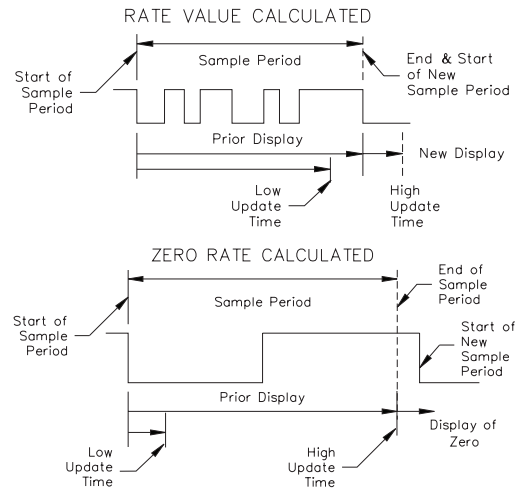 RATE VALUE CALCULATED
Sample Period
Start of
Sample
Period
End & Start
of New
Sample Period
Prior Display
New Display
Low
Update
Time
High
Update
Time
ZERO RATE CALCULATED
Sample Period
End of
Sample
Period
Start of
Sample
Period
Start of
New
Sample
Period
Prior Display
Display of
Zero
Low
Update
Time
High
Update
Time